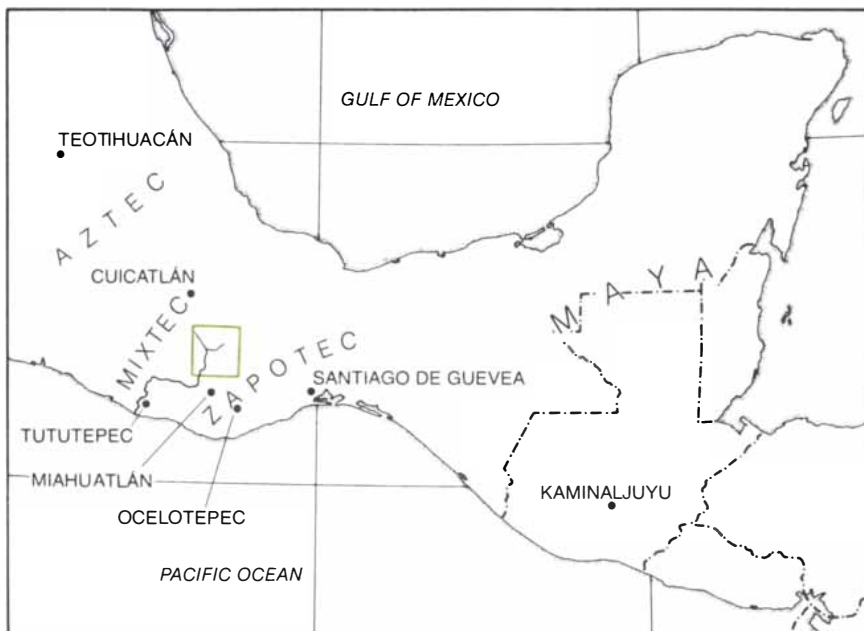 GULF OF MEXICO
TEOTIHUACÁN
AZTEC
CUICATLÁN
MAYA
MIXTEC
ZAPOTEC
SANTIAGO DE GUEVEA
TUTUTEPEC
MIAHUATLÁN
KAMINALJUYU
OCELOTEPEC
PACIFIC OCEAN